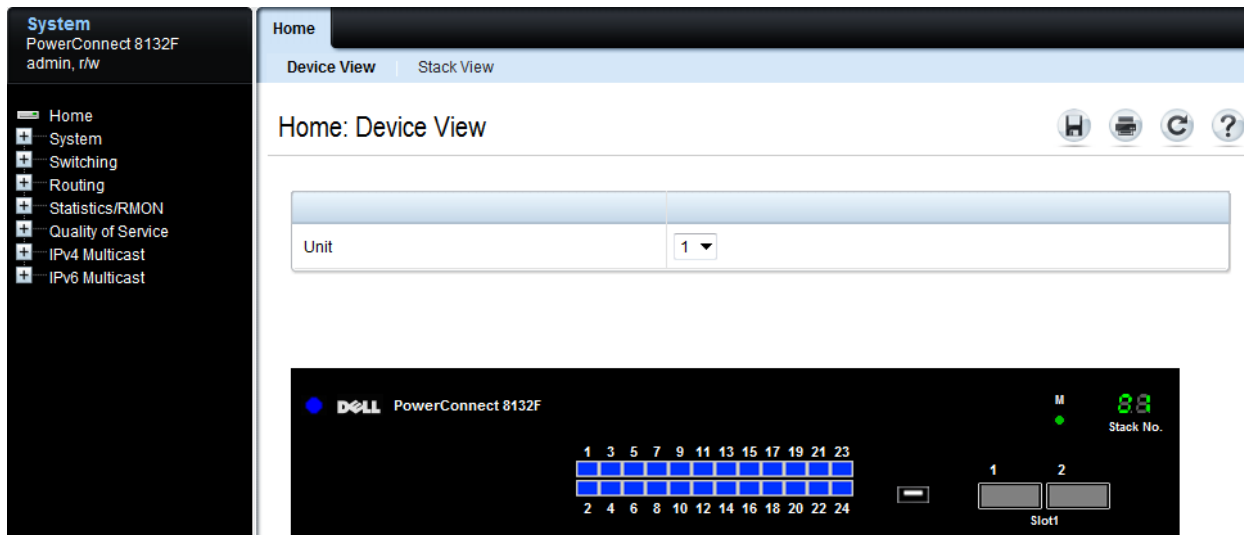 System
PowerConnect 8132F
admin, r/w
Home
System
Switching
Routing
Statistics/RMON
Quality of Service
IPv4 Multicast
IPv6 Multicast
Home
Device View
Stack View
Home: Device View
Unit
1
DELL PowerConnect 8132F
M
Stack No.
1 3 5 7 9 11 13 15 17 19 21 23
2 4 6 8 10 12 14 16 18 20 22 24
1 2
Slot1